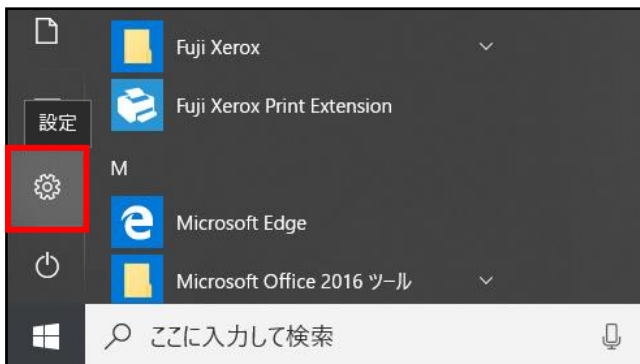 Fuji Xerox
Fuji Xerox Print Extension
設定
M
Microsoft Edge
Microsoft Office 2016 ツール
ここに入力して検索